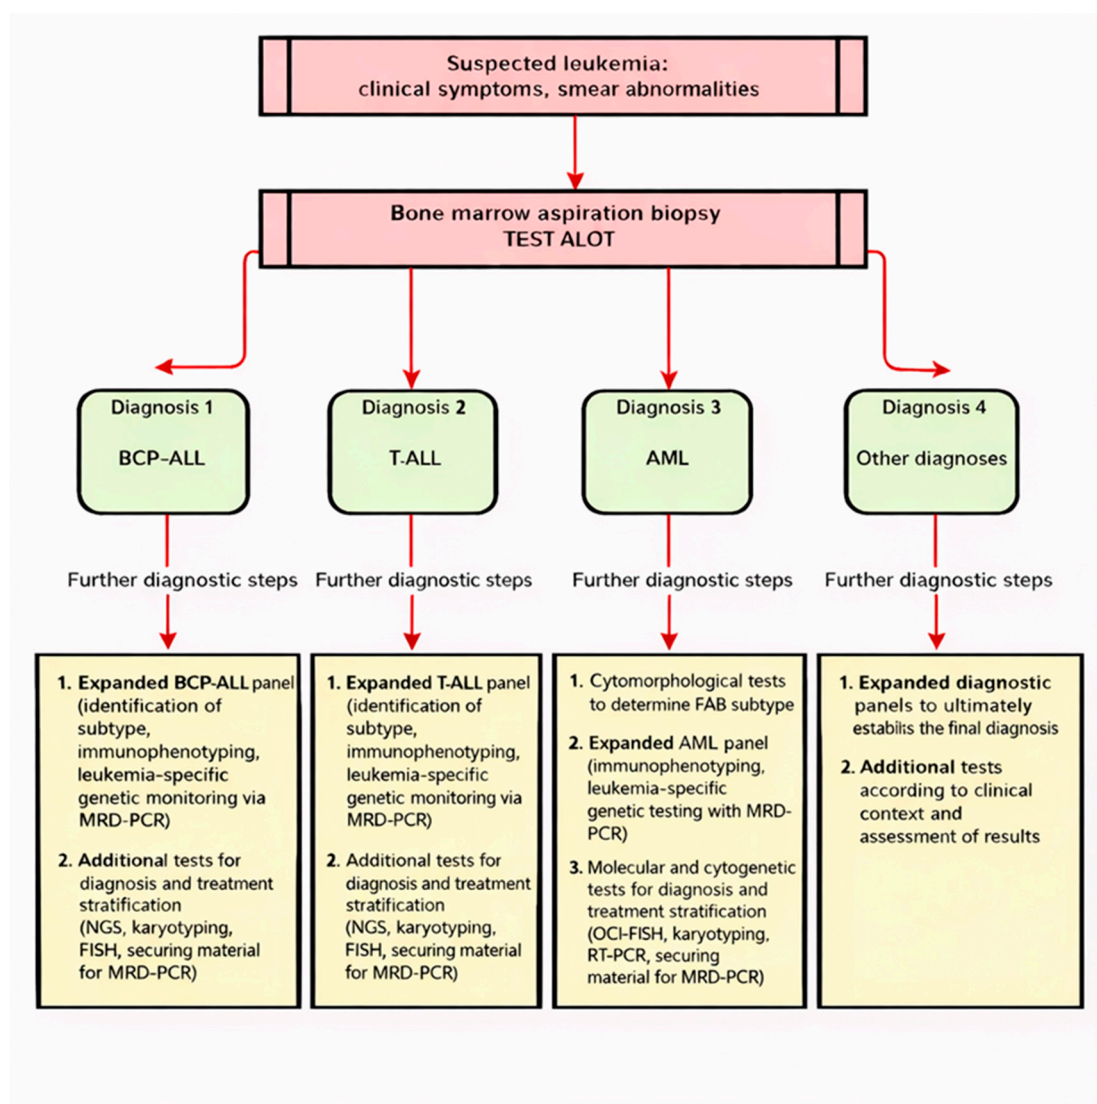 Suspected leukemia:
clinical symptoms, smear abnormalities
Bone marrow aspiration biopsy
TEST ALOT
Diagnosis 1
BCP-ALL
Diagnosis 2
T-ALL
Diagnosis 3
AML
Diagnosis 4
Other diagnoses
Further diagnostic steps
Further diagnostic steps
Further diagnostic steps
Further diagnostic steps
1. Expanded BCP-ALL panel
(identification of
subtype,
immunophenotyping,
leukemia-specific
genetic monitoring via
MRD-PCR)
2. Additional tests for
diagnosis and treatment
stratification
(NGS, karyotyping,
FISH, securing material
for MRD-PCR)
1. Expanded T-ALL panel
(identification of
subtype,
immunophenotyping,
leukemia-specific
genetic monitoring via
MRD-PCR)
2. Additional tests for
diagnosis and treatment
stratification
(NGS, karyotyping,
FISH, securing material
for MRD-PCR)
1. Cytomorphological tests
to determine FAB subtype
2. Expanded AML panel
(immunophenotyping,
leukemia-specific
genetic testing with MRD-
PCR)
3. Molecular and cytogenetic
tests for diagnosis and
treatment stratification
(OCI-FISH, karyotyping,
RT-PCR, securing
material for MRD-PCR)
1. Expanded diagnostic
panels to ultimately
the final diagnosis
2. Additional tests
according to clinical
context and
assessment of results